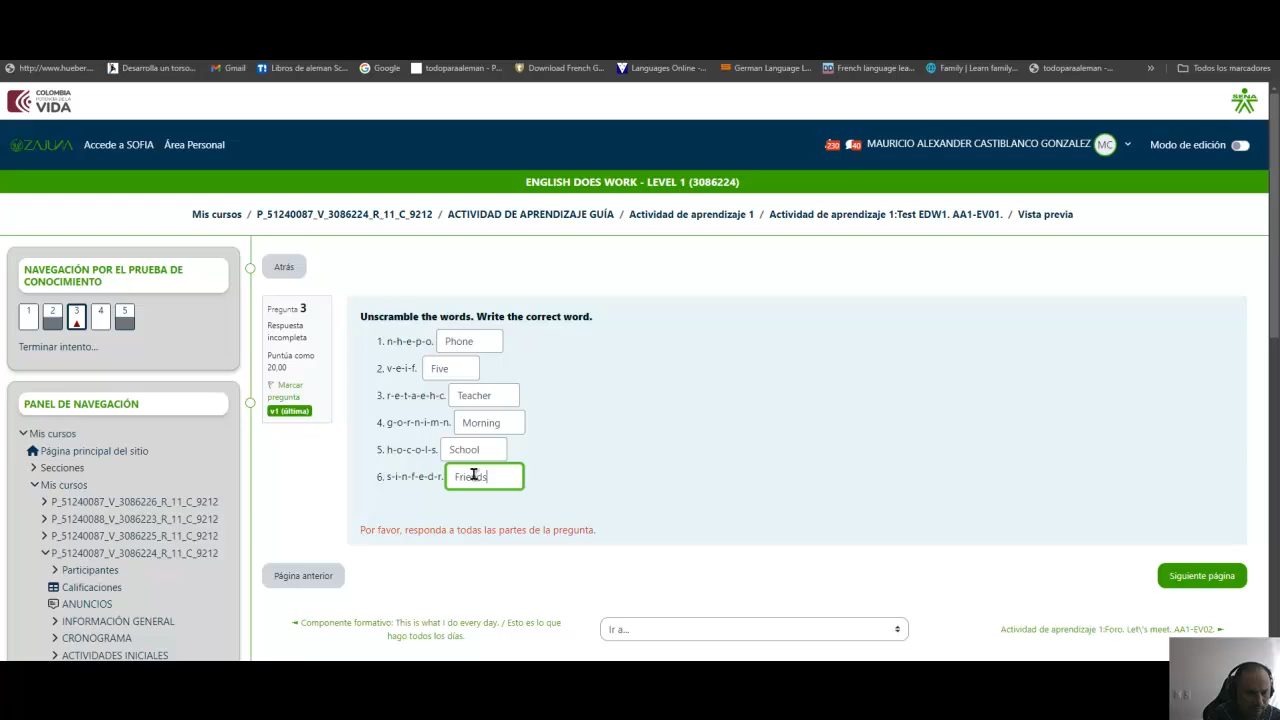 http://www.hueber....
Desarrolla un torso...
Gmail
Libros de aleman Sc...
Google
todoparaaleman - P...
Download French G...
Languages Online -...
German Language L...
French language lea...
Family | Learn family...
todoparaaleman -...
»
Todos los marcadores
COLOMBIA
POTENCIA DE LA
VIDA
SENA
ZAJUNA
Accede a SOFIA
Área Personal
230
40
MAURICIO ALEXANDER CASTIBLANCO GONZALEZ
MC
Modo de edición
ENGLISH DOES WORK - LEVEL 1 (3086224)
Mis cursos / P_51240087_V_3086224_R_11_C_9212 / ACTIVIDAD DE APRENDIZAJE GUÍA / Actividad de aprendizaje 1 / Actividad de aprendizaje 1:Test EDW1. AA1-EV01. / Vista previa
NAVEGACIÓN POR EL PRUEBA DE
CONOCIMIENTO
1 2 3 4 5
Terminar intento...
PANEL DE NAVEGACIÓN
Mis cursos
Página principal del sitio
Secciones
Mis cursos
P_51240087_V_3086226_R_11_C_9212
P_51240088_V_3086223_R_11_C_9212
P_51240087_V_3086225_R_11_C_9212
P_51240087_V_3086224_R_11_C_9212
Participantes
Calificaciones
ANUNCIOS
INFORMACIÓN GENERAL
CRONOGRAMA
ACTIVIDADES INICIALES
Atrás
Pregunta 3
Respuesta
incompleta
Puntúa como
20,00
Marcar
pregunta
v1 (última)
Unscramble the words. Write the correct word.
1. n-h-e-p-o. Phone
2. v-e-i-f. Five
3. r-e-t-a-e-h-c. Teacher
4. g-o-r-n-i-m-n. Morning
5. h-o-c-o-l-s. School
6. s-i-n-f-e-d-r. Friends
Por favor, responda a todas las partes de la pregunta.
Página anterior
Siguiente página
◄ Componente formativo: This is what I do every day. / Esto es lo que
hago todos los días.
Ir a...
Actividad de aprendizaje 1:Foro. Let\'s meet. AA1-EV02. ►